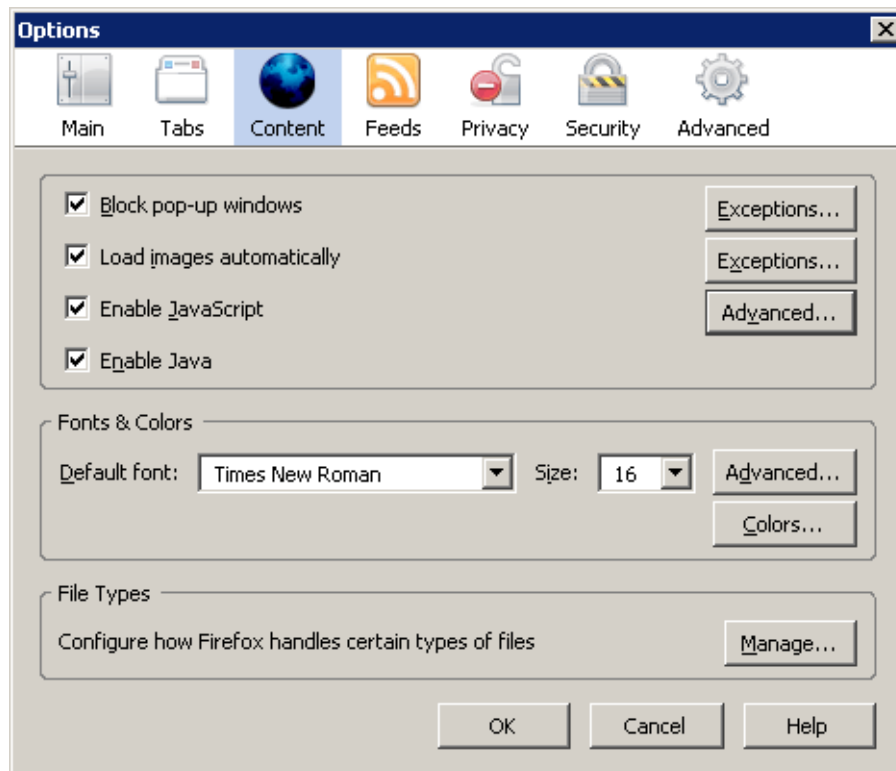 Options
Main Tabs Content Feeds Privacy Security Advanced
Block pop-up windows Exceptions...
Load images automatically Exceptions...
Enable JavaScript Advanced...
Enable Java
Fonts & Colors
Default font: Times New Roman Size: 16 Advanced...
Colors...
File Types
Configure how Firefox handles certain types of files Manage...
OK Cancel Help